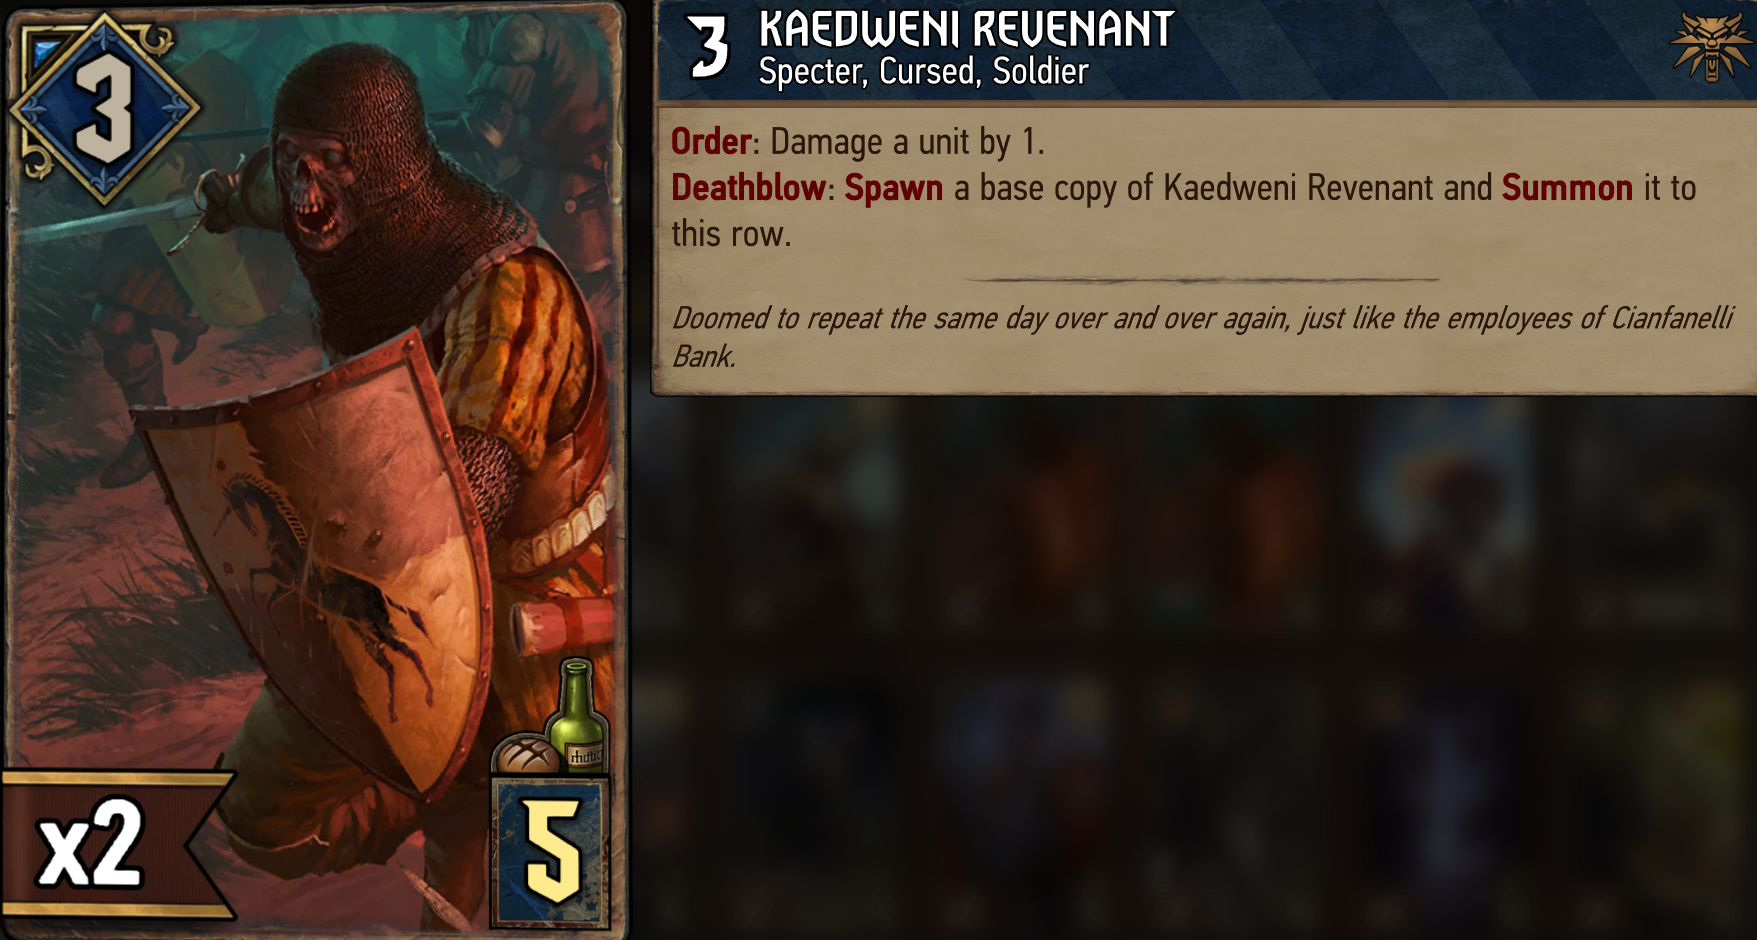 3
KAEDWENI REVENANT
3
Specter, Cursed, Soldier
Order: Damage a unit by 1.
Deathblow: Spawn a base copy of Kaedweni Revenant and Summon it to
this row.
Doomed to repeat the same day over and over again, just like the employees of Cianfanelli
Bank.
x2
5